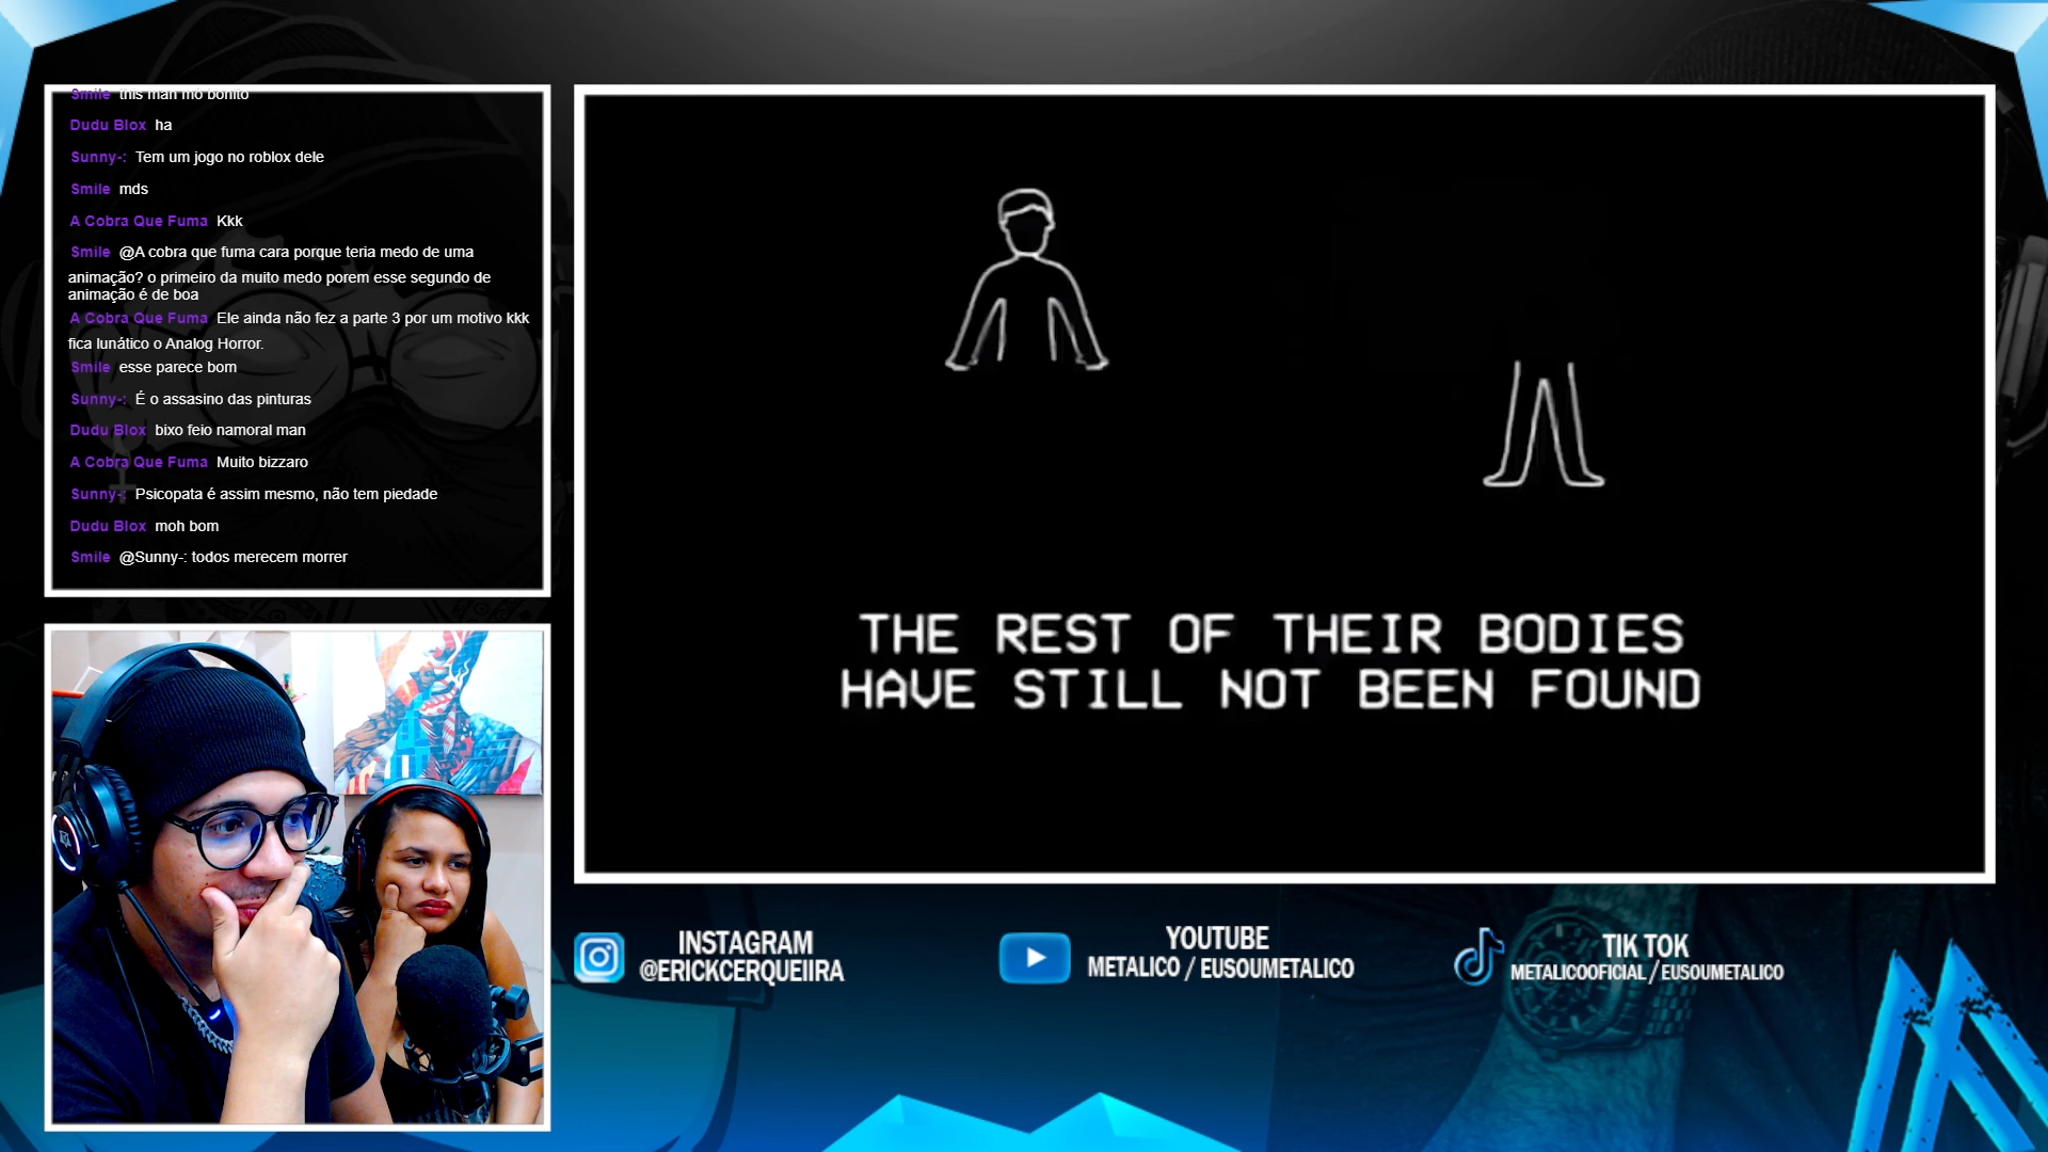 Smile this man mo bonito
Dudu Blox ha
Sunny-: Tem um jogo no roblox dele
Smile mds
A Cobra Que Fuma Kkk
Smile @A cobra que fuma cara porque teria medo de uma
animação? o primeiro da muito medo porem esse segundo de
animação é de boa
A Cobra Que Fuma Ele ainda não fez a parte 3 por um motivo kkk
fica lunático o Analog Horror.
Smile esse parece bom
Sunny-: É o assasino das pinturas
Dudu Blox bixo feio namoral man
A Cobra Que Fuma Muito bizzaro
Sunny-: Psicopata é assim mesmo, não tem piedade
Dudu Blox moh bom
Smile @Sunny-: todos merecem morrer
THE REST OF THEIR BODIES
HAVE STILL NOT BEEN FOUND
INSTAGRAM
@ERICKCERQUEIIRA
YOUTUBE
METALICO / EUSOUMETALICO
TIK TOK
METALICOOFICIAL / EUSOUMETALICO